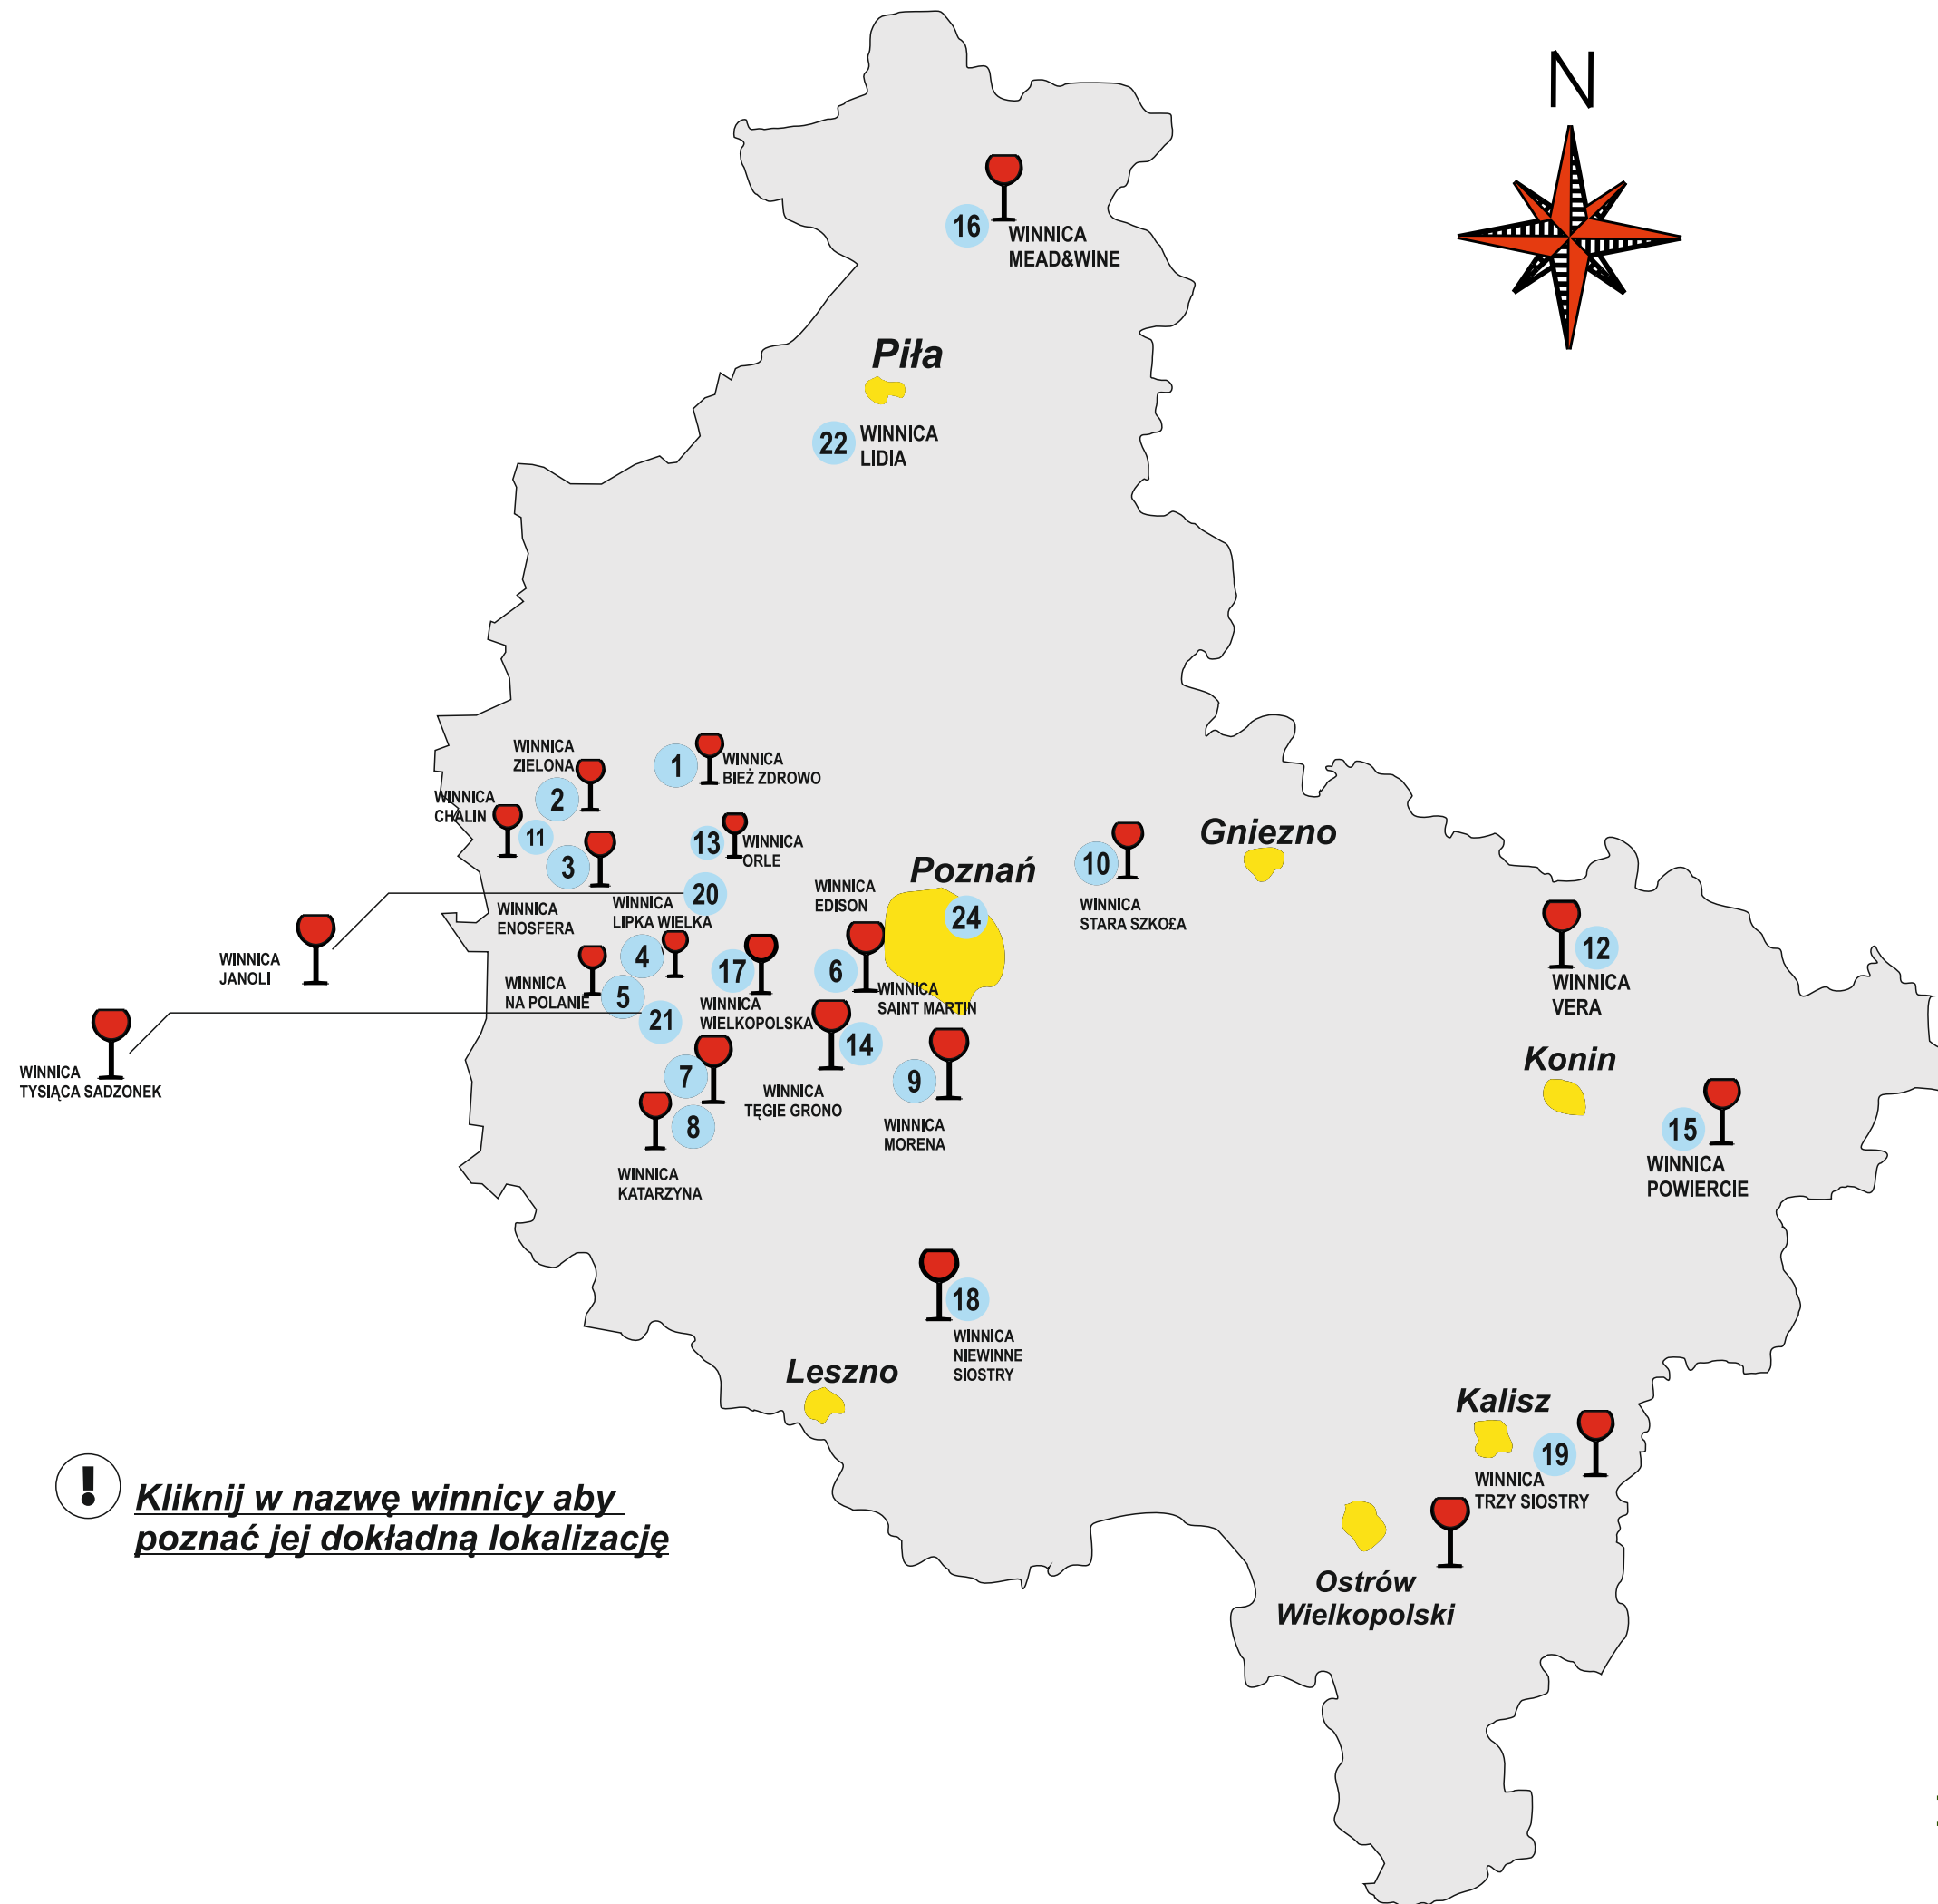 N
16
WINNICA
MEAD&WINE
Piła
22
WINNICA
LIDIA
WINNICA
ZIELONA
2
1
WINNICA
BIEŻ ZDROWO
WINNICA
CHALIN
11
3
WINNICA
ENOSFERA
13
WINNICA
ORLE
20
WINNICA
JANOLI
WINNICA
LIPKA WIELKA
4
WINNICA
NA POLANIE
5
21
WINNICA
TYSIĄCA SADZONEK
17
WINNICA
WIELKOPOLSKA
WINNICA
EDISON
6
Poznań
24
WINNICA
SAINT MARTIN
14
WINNICA
TĘGIE GRONO
7
8
WINNICA
KATARZYNA
9
WINNICA
MORENA
10
WINNICA
STARA SZKO£A
Gniezno
12
WINNICA
VERA
Konin
15
WINNICA
POWIERCIE
18
WINNICA
NIEWINNE
SIOSTRY
Leszno
Kalisz
19
WINNICA
TRZY SIOSTRY
Ostrów
Wielkopolski
!
Kliknij w nazwę winnicy aby
poznać jej dokładną lokalizację